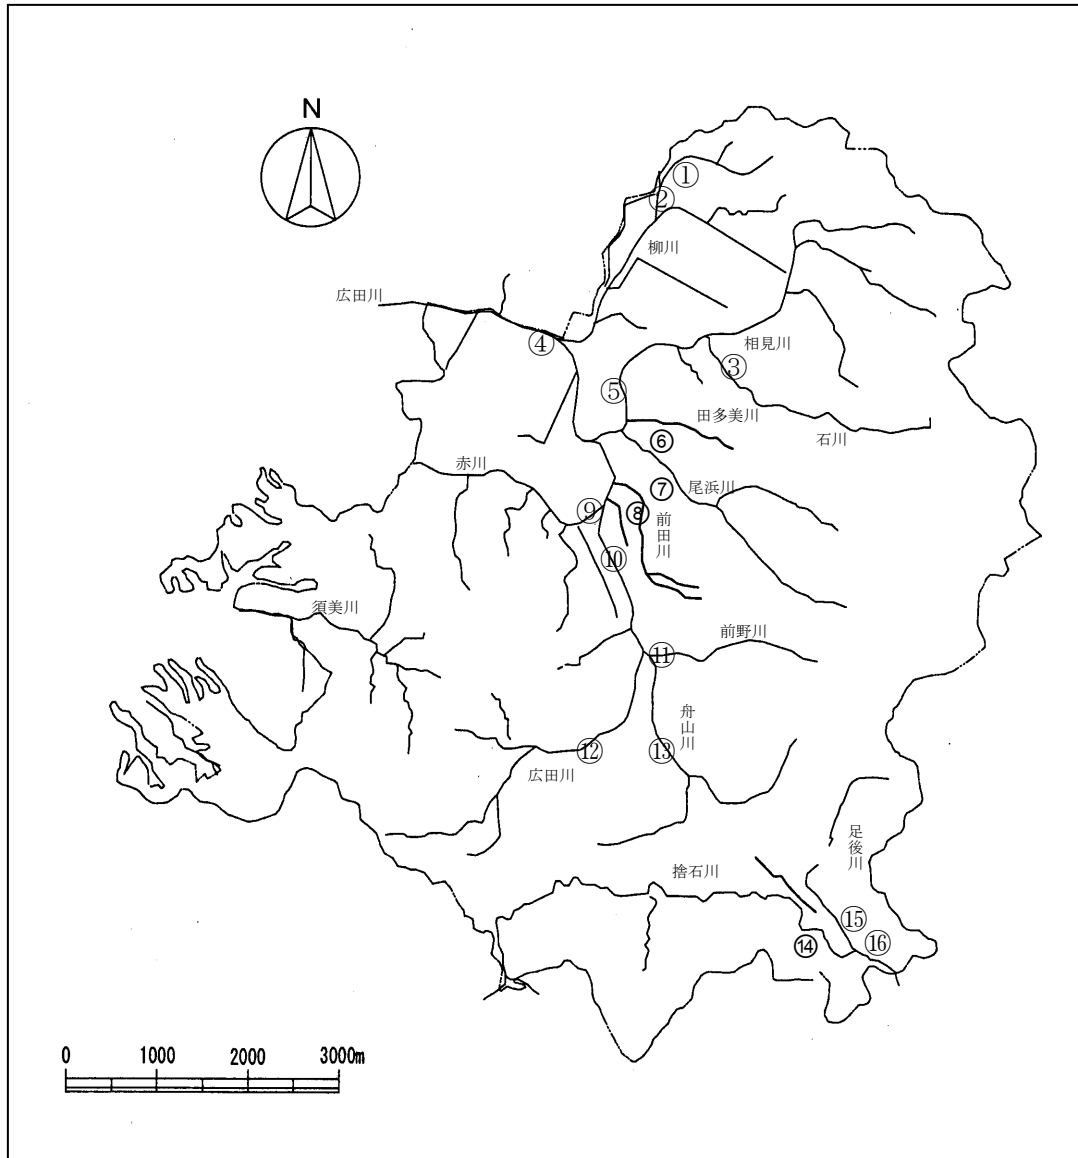 N
①
②
柳川
広田川
④
相見川
③
⑤
田多美川
石川
⑥
赤川
⑦
尾浜川
⑨
⑧
前田川
⑩
須美川
前野川
⑪
舟山川
⑫
⑬
広田川
足後川
捨石川
⑮
⑭
⑯
0 1000 2000 3000m